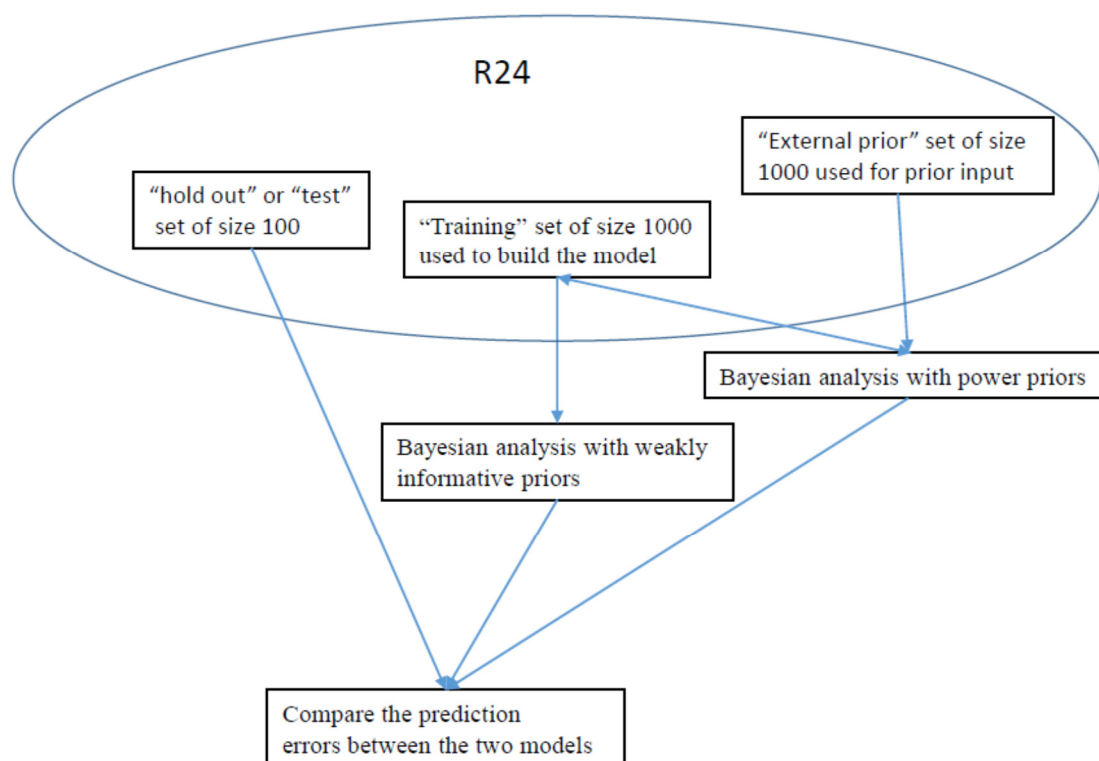 R24
“External prior” set of size
1000 used for prior input
“hold out” or “test”
set of size 100
“Training” set of size 1000
used to build the model
Bayesian analysis with power priors
Bayesian analysis with weakly
informative priors
Compare the prediction
errors between the two models